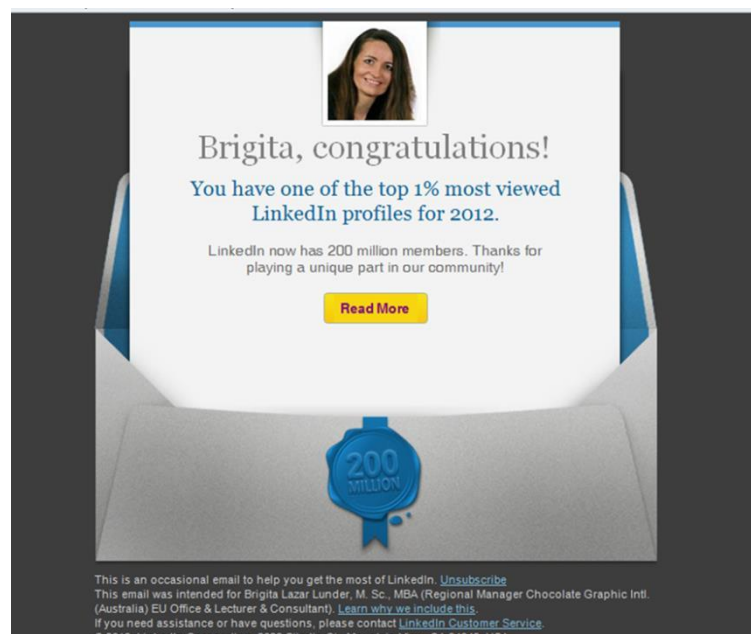 Brigita, congratulations!
You have one of the top 1% most viewed
LinkedIn profiles for 2012.
LinkedIn now has 200 million members. Thanks for
playing a unique part in our community!
Read More
200
MILLION
This is an occasional email to help you get the most of LinkedIn. Unsubscribe
This email was intended for Brigita Lazar Lunder, M. Sc., MBA (Regional Manager Chocolate Graphic Intl.
(Australia) EU Office & Lecturer & Consultant). Learn why we include this.
If you need assistance or have questions, please contact LinkedIn Customer Service.